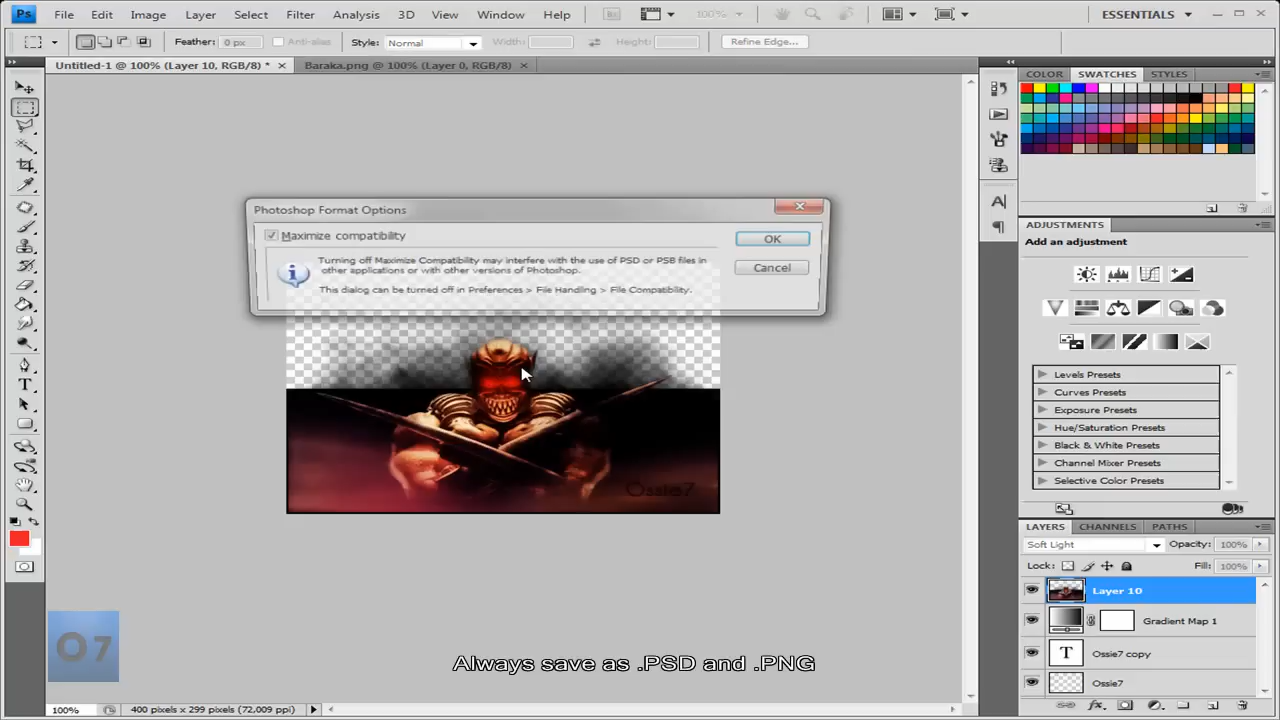 Ps File Edit Image Layer Select Filter Analysis 3D View Window Help Br 100% ESSENTIALS
Feather: 0 px Anti-alias Style: Normal Width: Height: Refine Edge...
Untitled-1 @ 100% (Layer 10, RGB/8) * × Baraka.png @ 100% (Layer 0, RGB/8) ×
COLOR SWATCHES STYLES
Photoshop Format Options
Maximize compatibility
OK
Turning off Maximize Compatibility may interfere with the use of PSD or PSB files in
other applications or with other versions of Photoshop.
Cancel
This dialog can be turned off in Preferences > File Handling > File Compatibility.
ADJUSTMENTS
Add an adjustment
Levels Presets
Curves Presets
Exposure Presets
Hue/Saturation Presets
Black & White Presets
Channel Mixer Presets
Selective Color Presets
Ossie7
LAYERS CHANNELS PATHS
Soft Light Opacity: 100%
Lock: Fill: 100%
Layer 10
Gradient Map 1
T Ossie7 copy
Ossie7
O7
Always save as .PSD and .PNG
100% 400 pixels x 299 pixels (72,009 ppi)